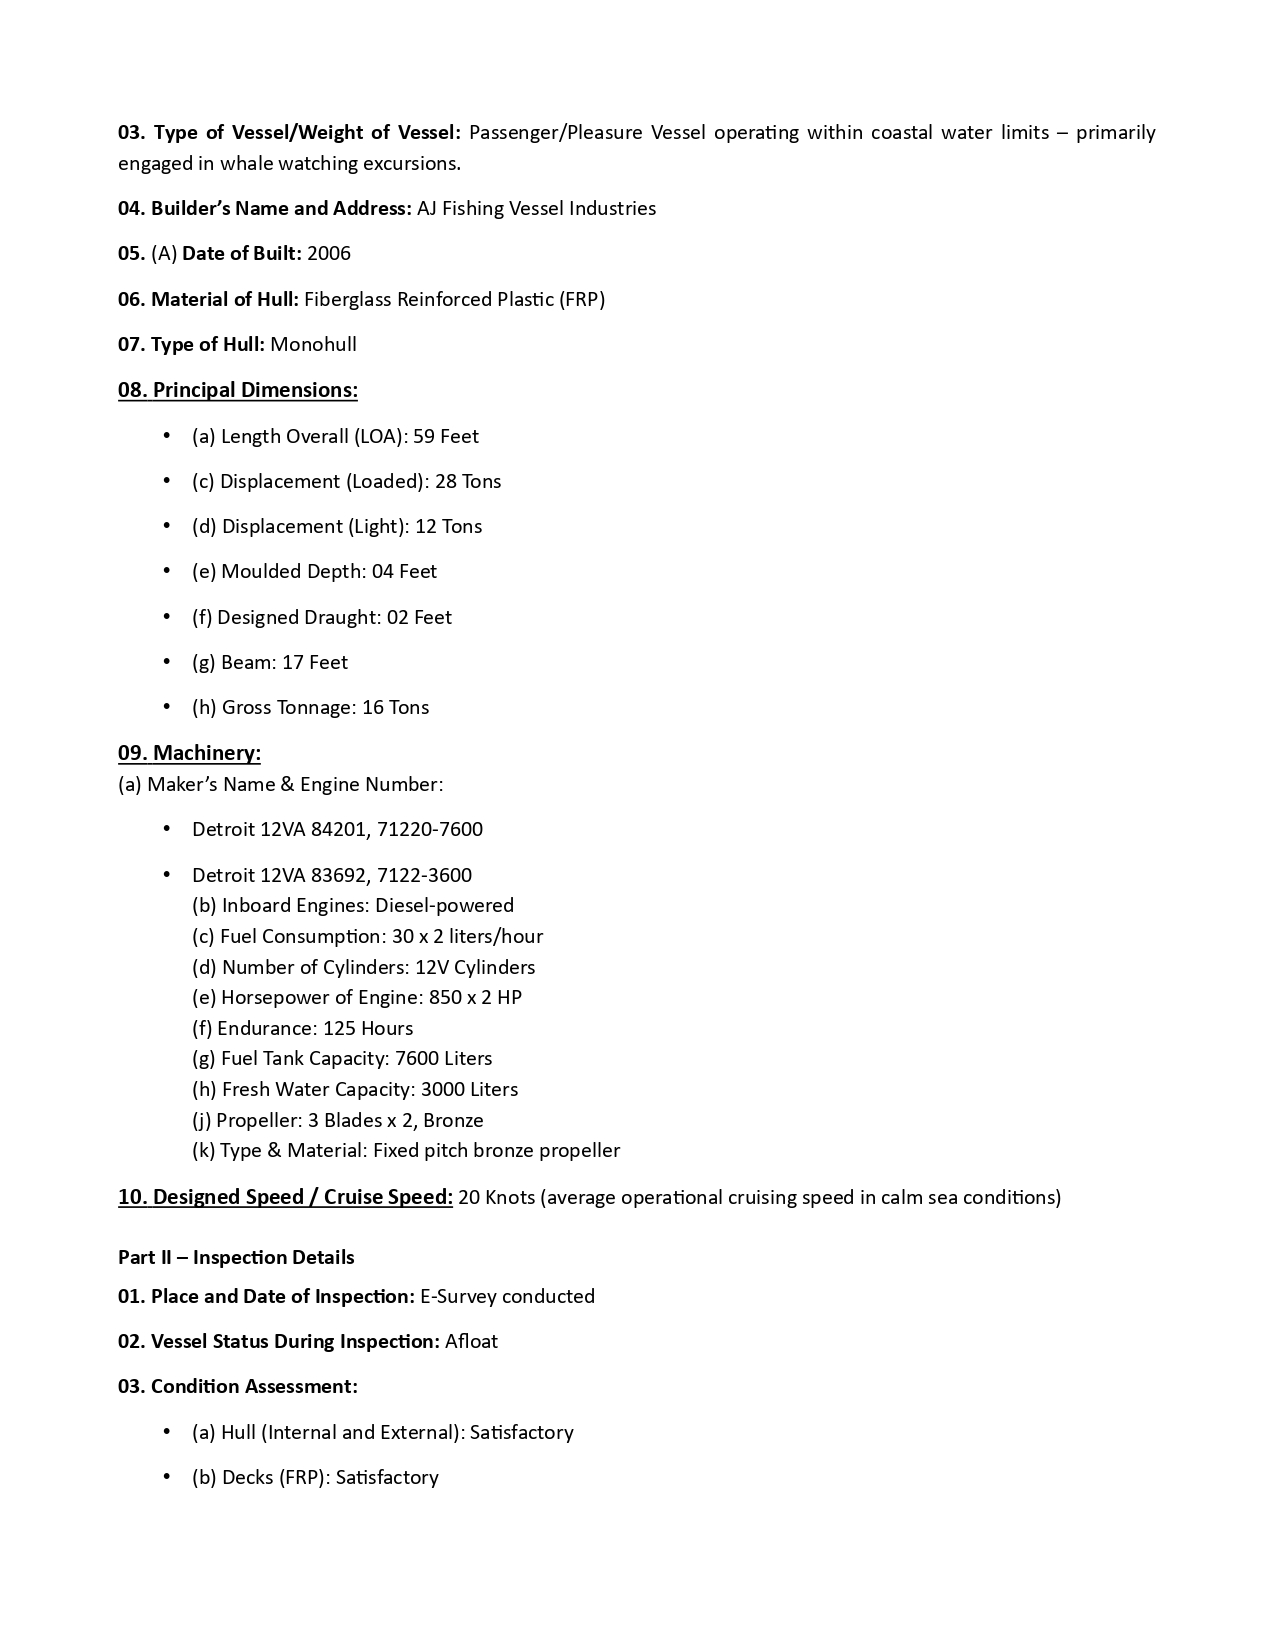 03. Type of Vessel/Weight of Vessel: Passenger/Pleasure Vessel operating within coastal water limits – primarily
engaged in whale watching excursions.
04. Builder’s Name and Address: AJ Fishing Vessel Industries
05. (A) Date of Built: 2006
06. Material of Hull: Fiberglass Reinforced Plastic (FRP)
07. Type of Hull: Monohull
08. Principal Dimensions:
• (a) Length Overall (LOA): 59 Feet
• (c) Displacement (Loaded): 28 Tons
• (d) Displacement (Light): 12 Tons
• (e) Moulded Depth: 04 Feet
• (f) Designed Draught: 02 Feet
• (g) Beam: 17 Feet
• (h) Gross Tonnage: 16 Tons
09. Machinery:
(a) Maker’s Name & Engine Number:
• Detroit 12VA 84201, 71220-7600
• Detroit 12VA 83692, 7122-3600
(b) Inboard Engines: Diesel-powered
(c) Fuel Consumption: 30 x 2 liters/hour
(d) Number of Cylinders: 12V Cylinders
(e) Horsepower of Engine: 850 x 2 HP
(f) Endurance: 125 Hours
(g) Fuel Tank Capacity: 7600 Liters
(h) Fresh Water Capacity: 3000 Liters
(j) Propeller: 3 Blades x 2, Bronze
(k) Type & Material: Fixed pitch bronze propeller
10. Designed Speed / Cruise Speed: 20 Knots (average operational cruising speed in calm sea conditions)
Part II – Inspection Details
01. Place and Date of Inspection: E-Survey conducted
02. Vessel Status During Inspection: Afloat
03. Condition Assessment:
• (a) Hull (Internal and External): Satisfactory
• (b) Decks (FRP): Satisfactory